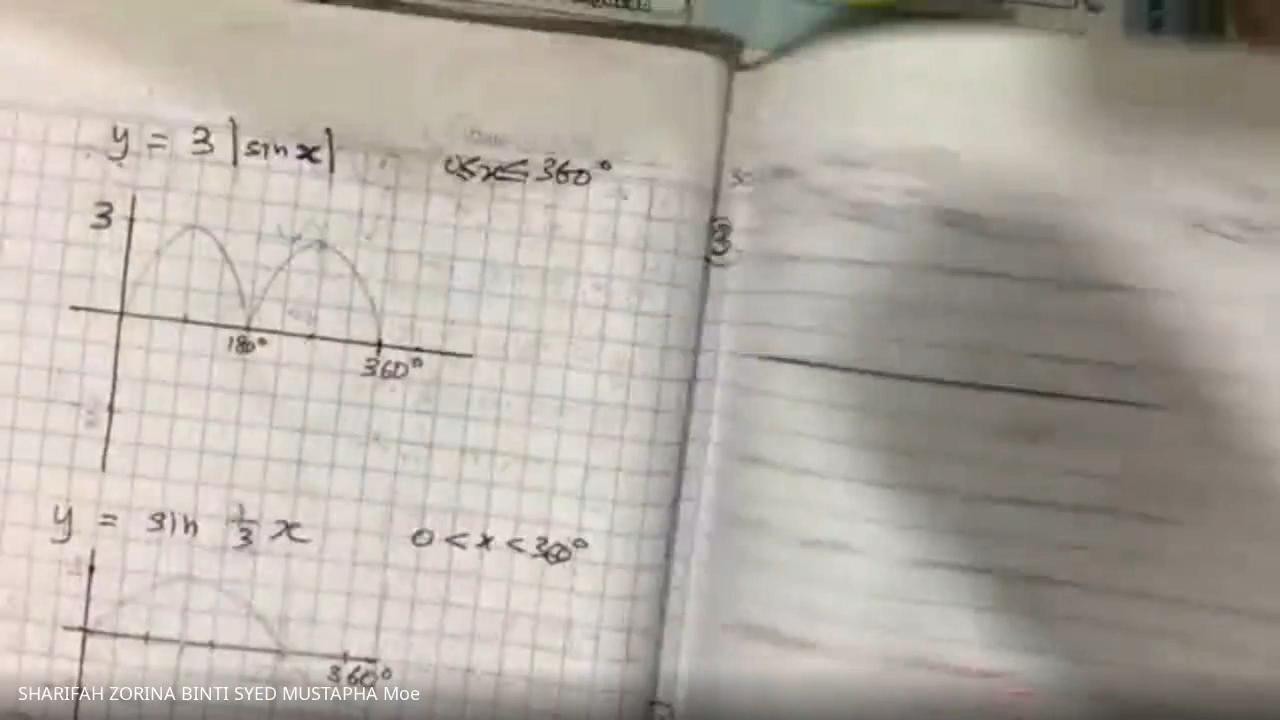 y = 3 |sin x| 0≤x≤ 360°
3
180°
360°
y = sin 1/3 x 0 < x < 360°
360°
3
SHARIFAH ZORINA BINTI SYED MUSTAPHA Moe